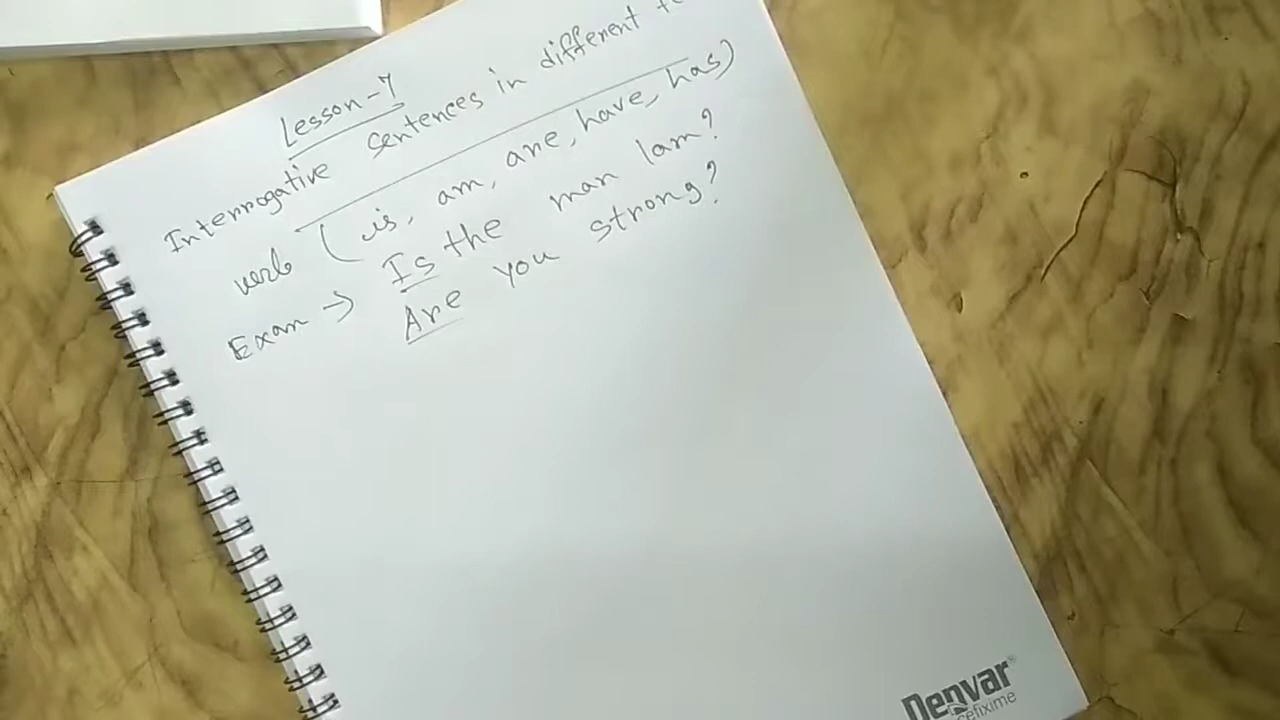 Lesson-7
Interrogative sentences in different
verb (is, am, are, have, has)
Exam → Is the man lam?
Are you strong?
Denvar
cefixime